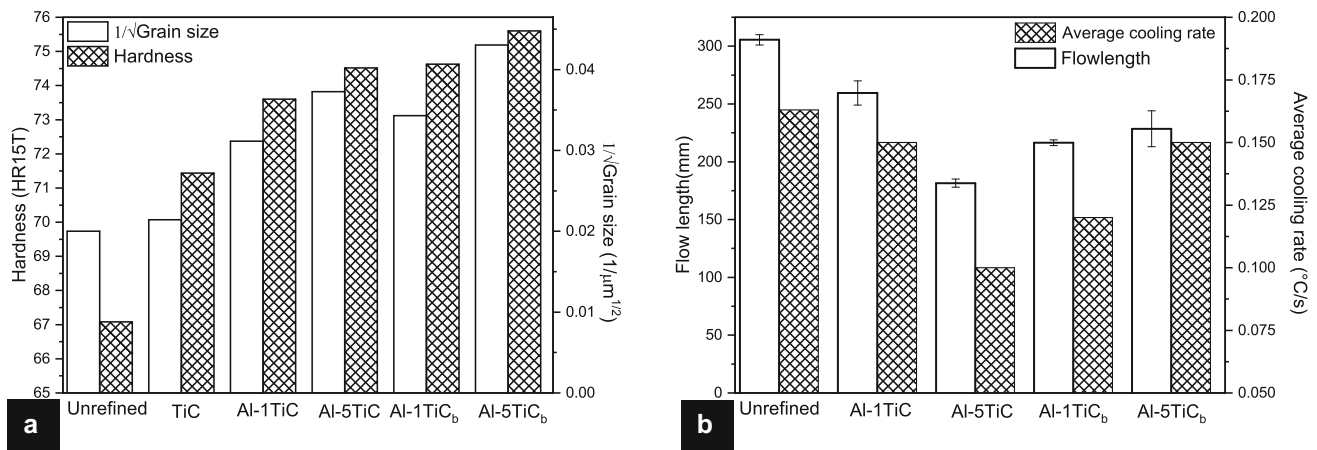 76
75
74
73
72
71
70
69
68
67
66
65
Hardness (HR15T)
1/√Grain size
Hardness
0.04
0.03
0.02
0.01
0.00
1/√Grain size (1/μm1/2)
Unrefined TiC Al-1TiC Al-5TiC Al-1TiCb Al-5TiCb
a
300
250
200
150
100
50
0
Flow length(mm)
Average cooling rate
Flowlength
0.200
0.175
0.150
0.125
0.100
0.075
0.050
Average cooling rate (°C/s)
Unrefined Al-1TiC Al-5TiC Al-1TiCb Al-5TiCb
b